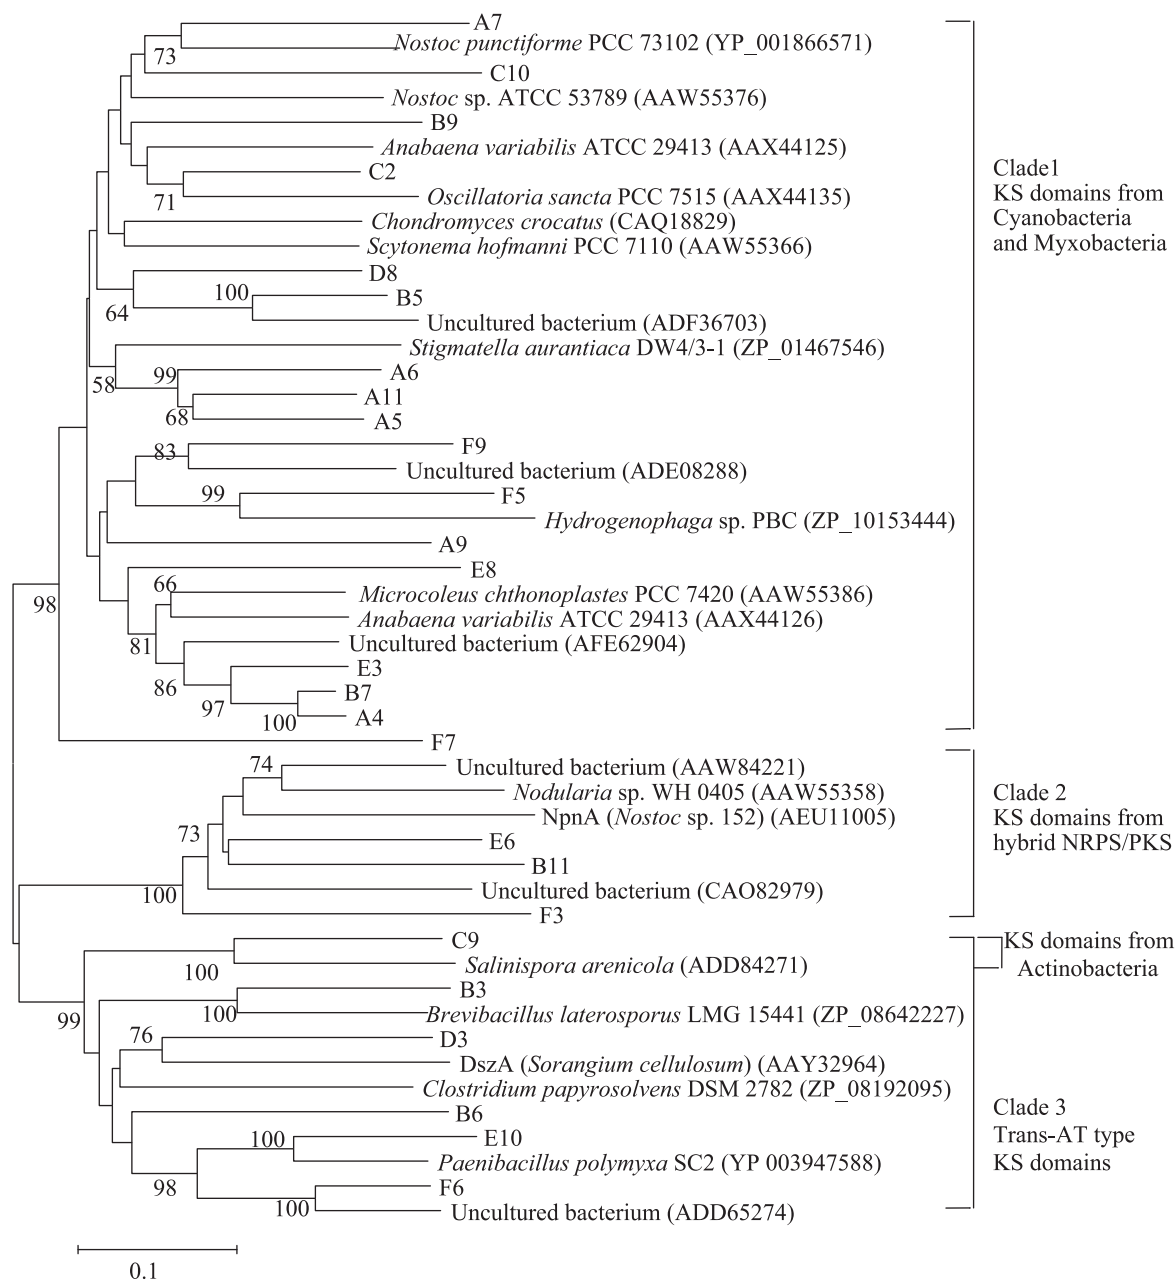 A7
73
Nostoc punctiforme PCC 73102 (YP_001866571)
C10
Nostoc sp. ATCC 53789 (AAW55376)
B9
Anabaena variabilis ATCC 29413 (AAX44125)
C2
71
Oscillatoria sancta PCC 7515 (AAX44135)
Chondromyces crocatus (CAQ18829)
Scytonema hofmanni PCC 7110 (AAW55366)
D8
64
100
B5
Uncultured bacterium (ADF36703)
Stigmatella aurantiaca DW4/3-1 (ZP_01467546)
58
99
A6
A11
68
A5
83
F9
Uncultured bacterium (ADE08288)
99
F5
Hydrogenophaga sp. PBC (ZP_10153444)
A9
E8
98
66
Microcoleus chthonoplastes PCC 7420 (AAW55386)
Anabaena variabilis ATCC 29413 (AAX44126)
81
Uncultured bacterium (AFE62904)
86
E3
97
B7
100
A4
F7
Clade1
KS domains from
Cyanobacteria
and Myxobacteria
74
Uncultured bacterium (AAW84221)
Nodularia sp. WH 0405 (AAW55358)
73
NpnA (Nostoc sp. 152) (AEU11005)
E6
B11
100
Uncultured bacterium (CAO82979)
F3
Clade 2
KS domains from
hybrid NRPS/PKS
C9
100
Salinispora arenicola (ADD84271)
KS domains from
Actinobacteria
99
B3
100
Brevibacillus laterosporus LMG 15441 (ZP_08642227)
76
D3
DszA (Sorangium cellulosum) (AAY32964)
Clostridium papyrosolvens DSM 2782 (ZP_08192095)
B6
100
E10
Paenibacillus polymyxa SC2 (YP 003947588)
98
F6
100
Uncultured bacterium (ADD65274)
Clade 3
Trans-AT type
KS domains
0.1